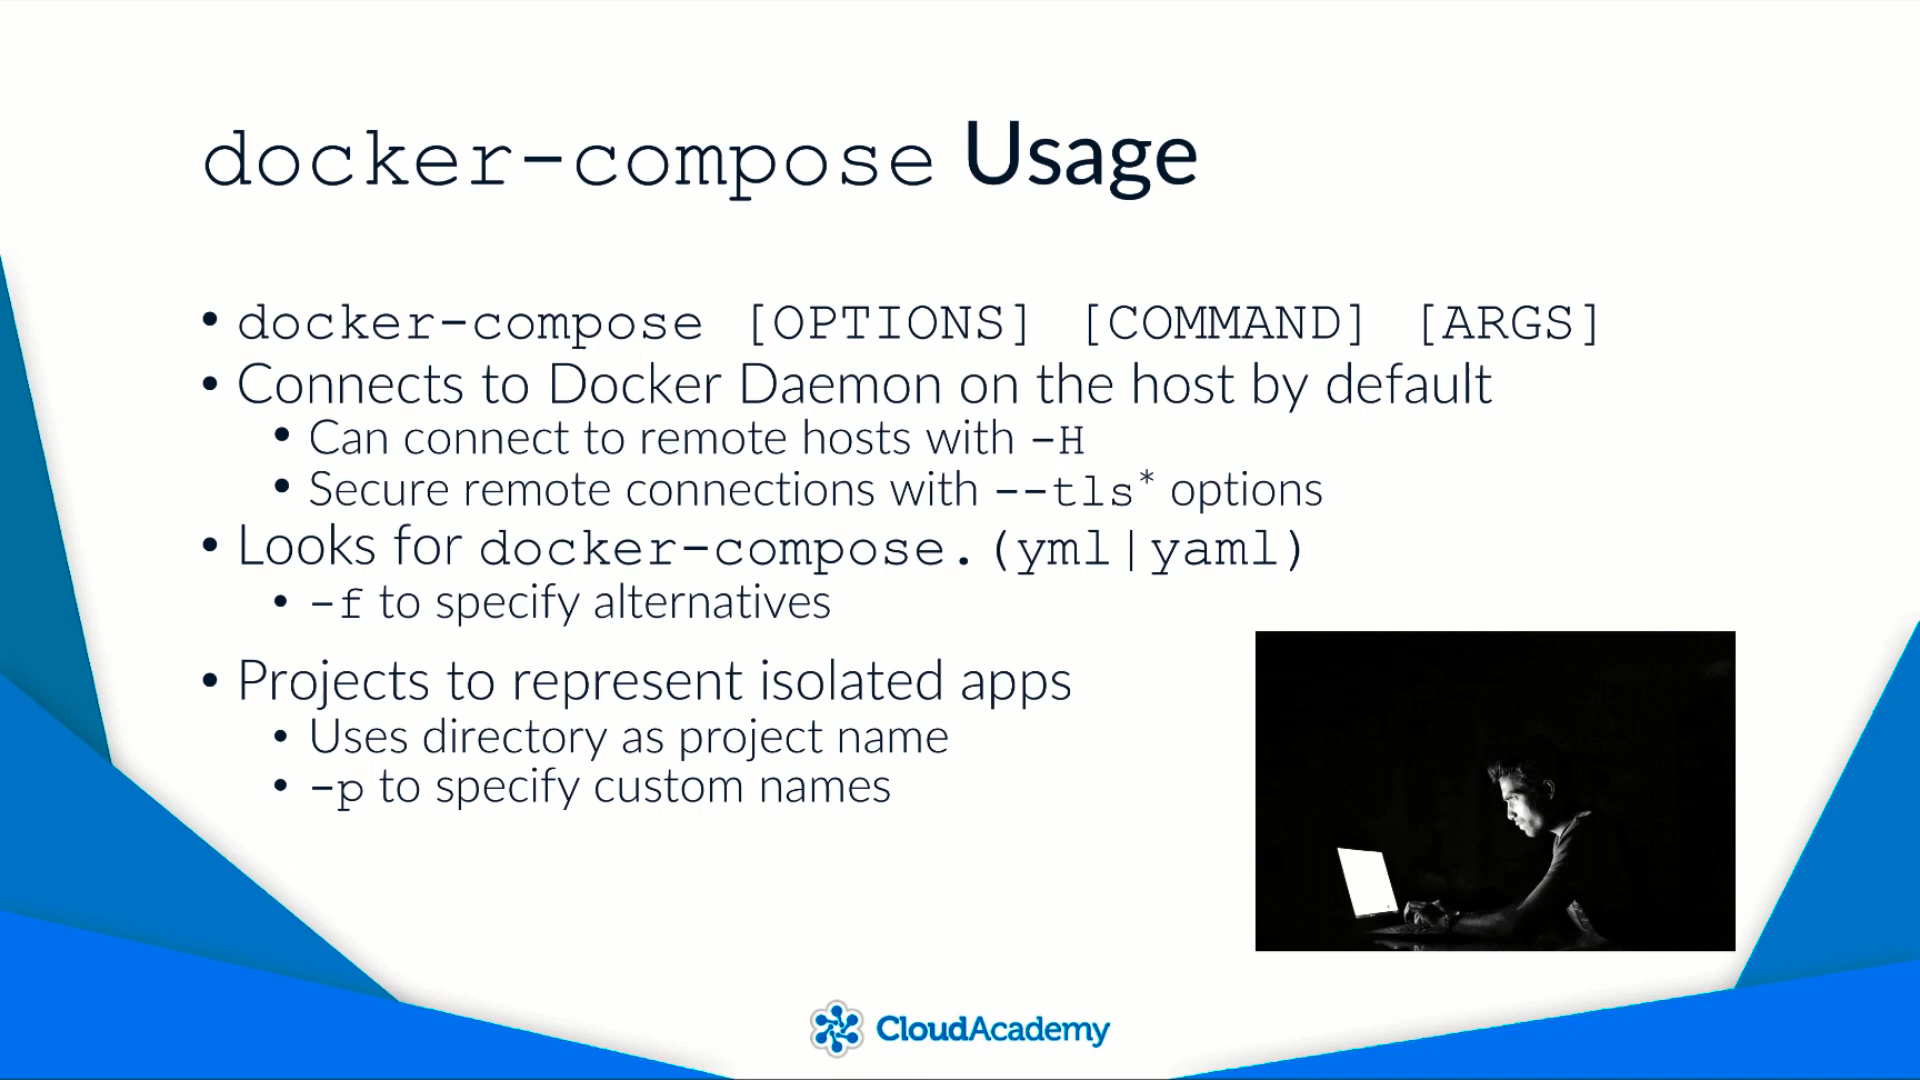 docker-compose Usage
• docker-compose [OPTIONS] [COMMAND] [ARGS]
• Connects to Docker Daemon on the host by default
• Can connect to remote hosts with -H
• Secure remote connections with --tls* options
• Looks for docker-compose.(yml|yaml)
• -f to specify alternatives
• Projects to represent isolated apps
• Uses directory as project name
• -p to specify custom names
CloudAcademy